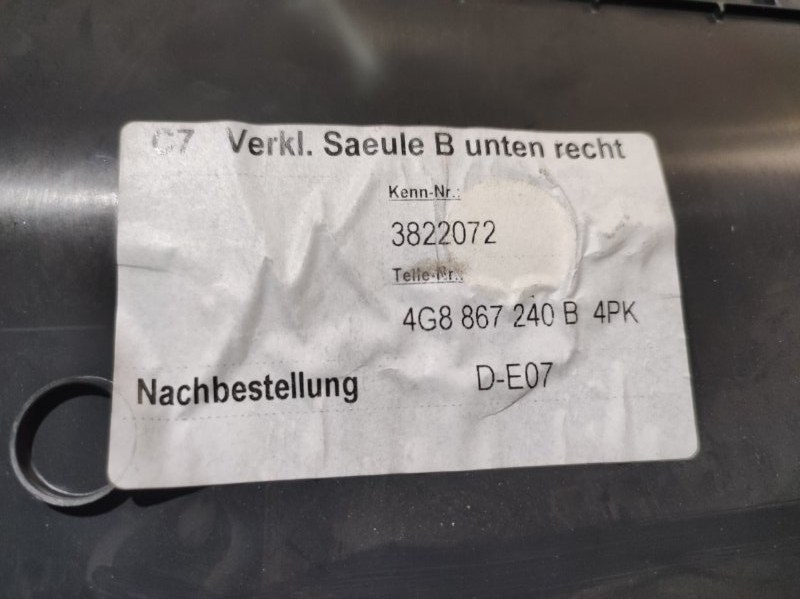 C7 Verkl. Saeule B unten recht
Kenn-Nr.:
3822072
Teile-Nr.:
4G8 867 240 B 4PK
Nachbestellung D-E07